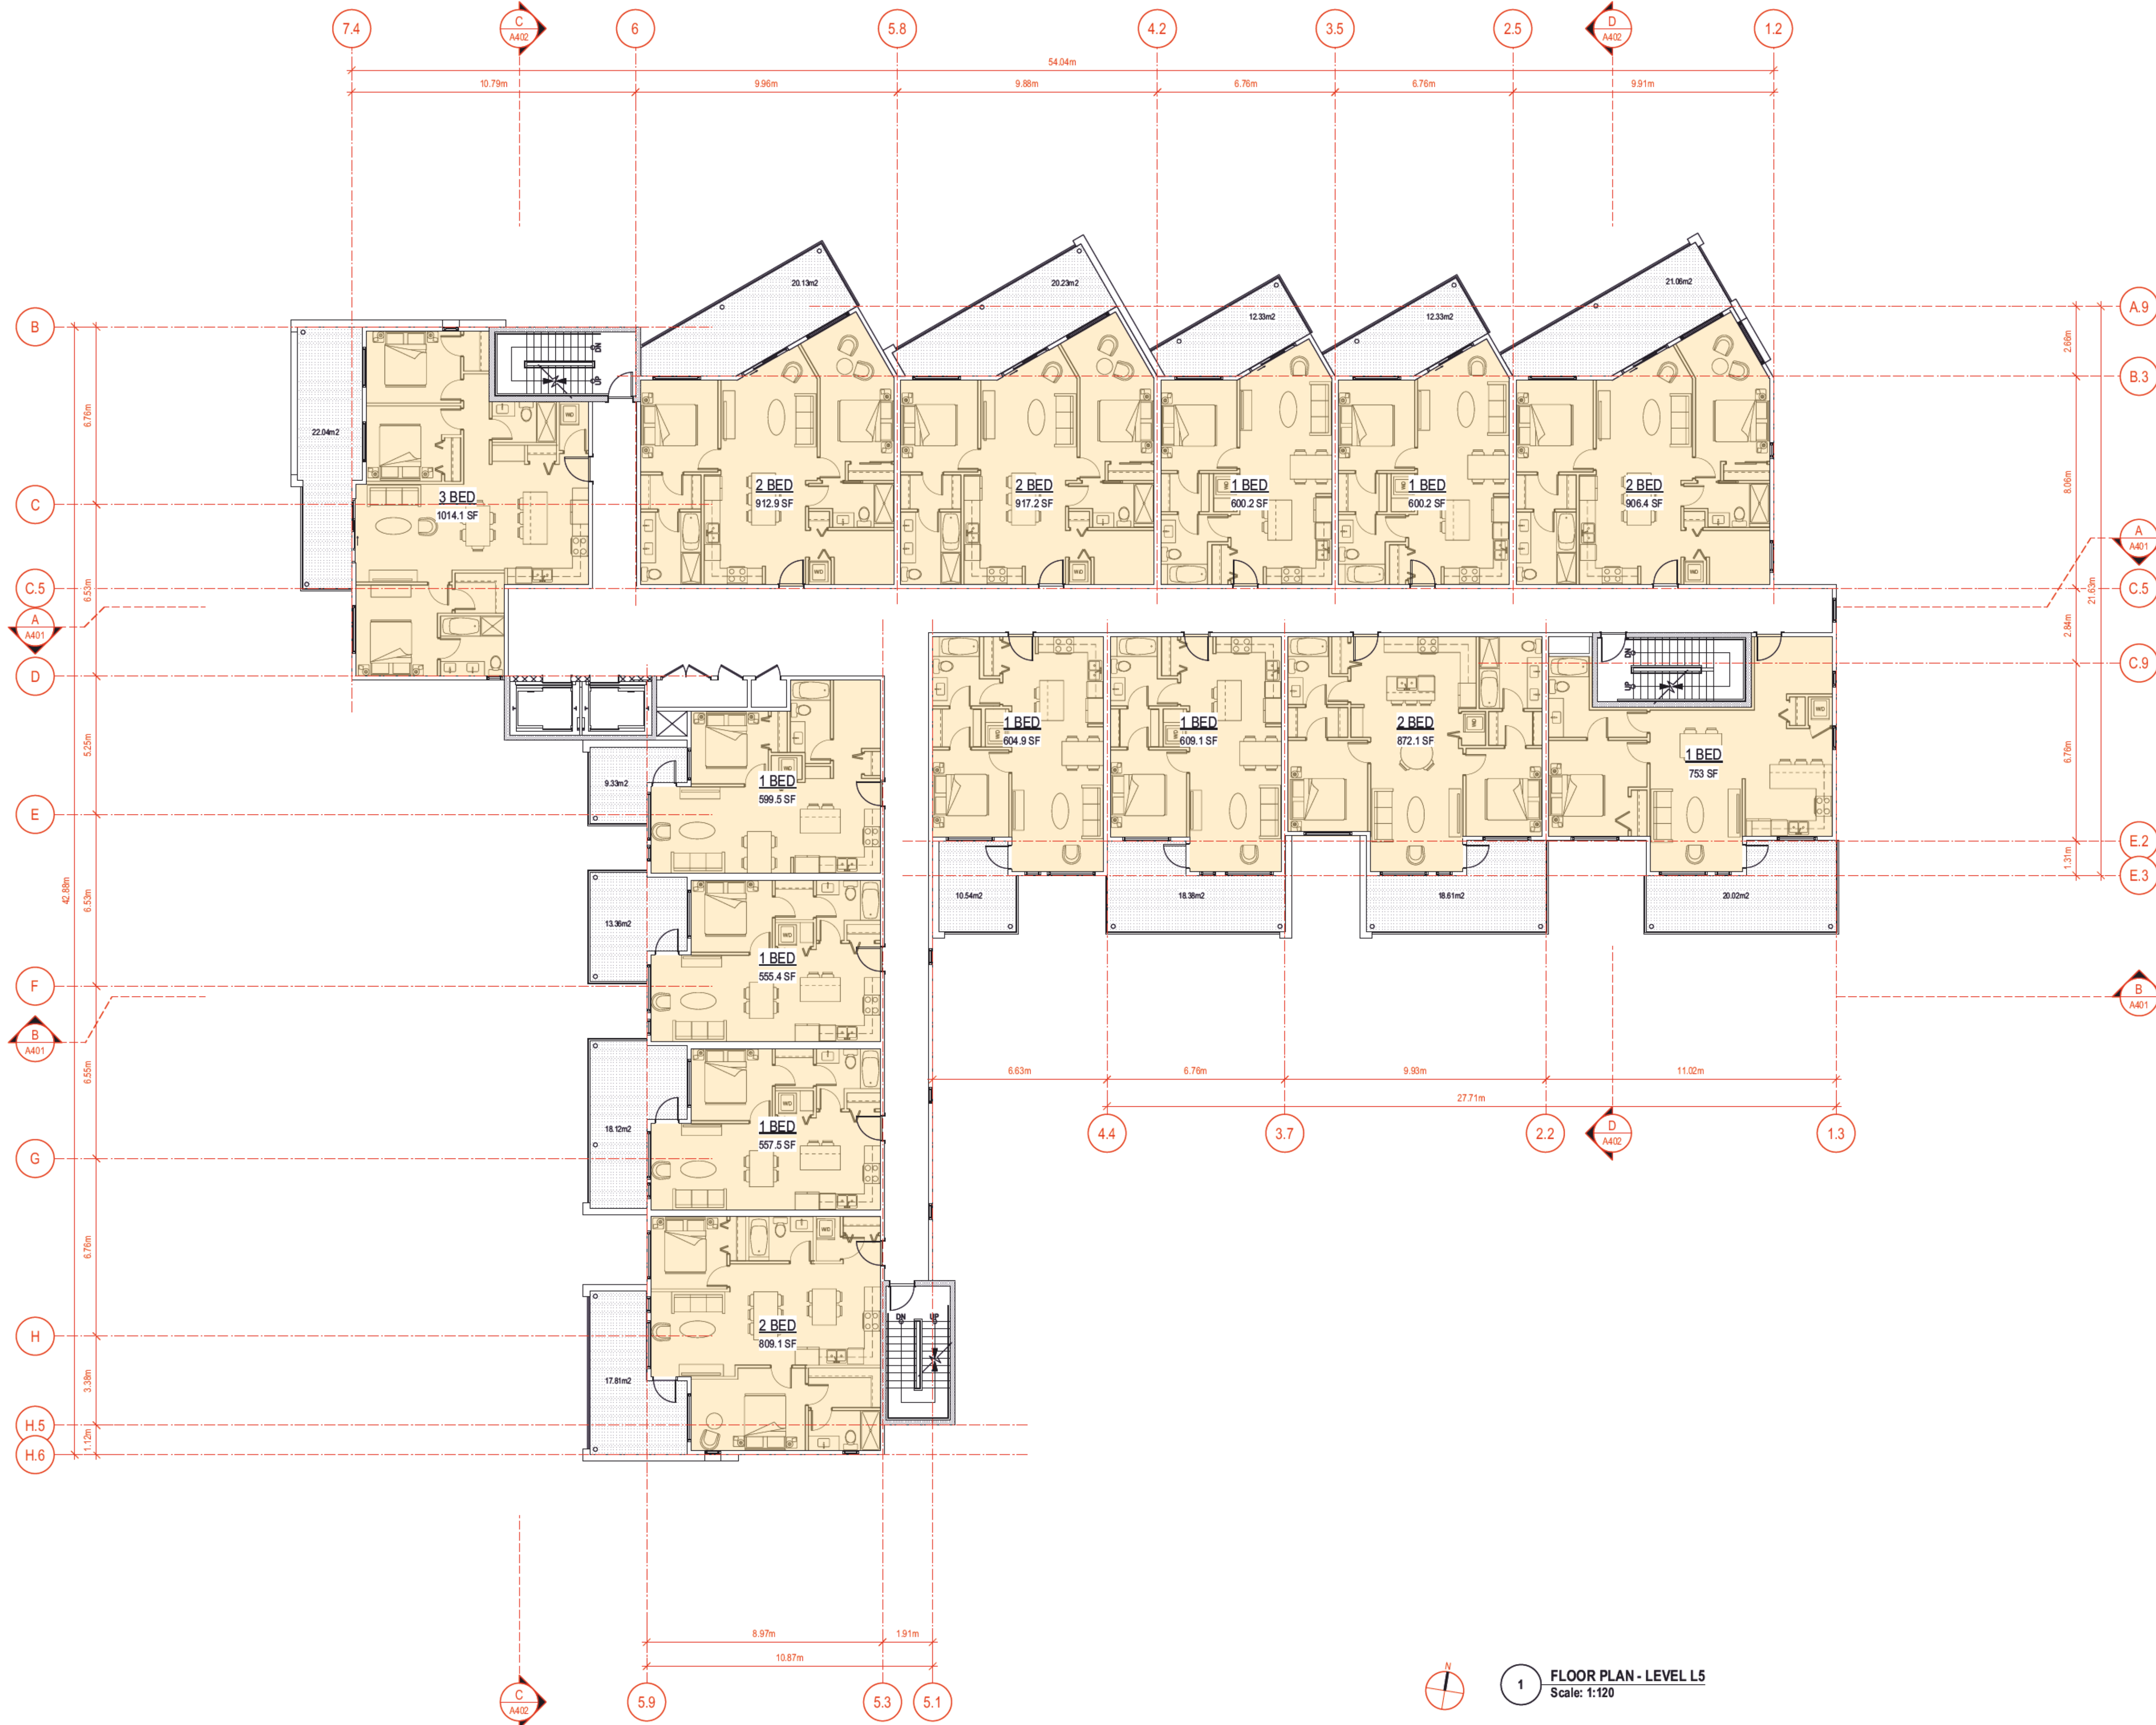 7.4
C
A402
6
5.8
4.2
3.5
2.5
D
A402
1.2
54.04m
10.79m
9.96m
9.88m
6.76m
6.76m
9.91m
20.13m2
20.23m2
12.33m2
12.33m2
21.06m2
A.9
B
DN
UP
2.66m
B.3
6.76m
22.04m2
W/D
3 BED
1014.1 SF
2 BED
912.9 SF
2 BED
917.2 SF
1 BED
600.2 SF
1 BED
600.2 SF
2 BED
906.4 SF
8.06m
C
A
A401
W/D
W/D
W/D
W/D
W/D
C.5
6.53m
C.5
21.63m
A
A401
2.84m
D
DN
UP
C.9
W/D
5.25m
1 BED
604.9 SF
1 BED
609.1 SF
2 BED
872.1 SF
1 BED
753 SF
W/D
W/D
W/D
6.76m
9.33m2
W/D
1 BED
599.5 SF
E
E.2
1.31m
E.3
42.88m
6.53m
13.36m2
10.54m2
18.38m2
18.61m2
20.02m2
W/D
1 BED
555.4 SF
F
B
A401
B
A401
6.55m
6.63m
6.76m
9.93m
11.02m
27.71m
W/D
18.12m2
1 BED
557.5 SF
4.4
3.7
2.2
D
A402
1.3
G
6.76m
W/D
DN
UP
2 BED
809.1 SF
H
3.38m
17.81m2
H.5
1.12m
H.6
8.97m
1.91m
10.87m
C
A402
5.9
5.3
5.1
N
1
FLOOR PLAN - LEVEL L5
Scale: 1:120